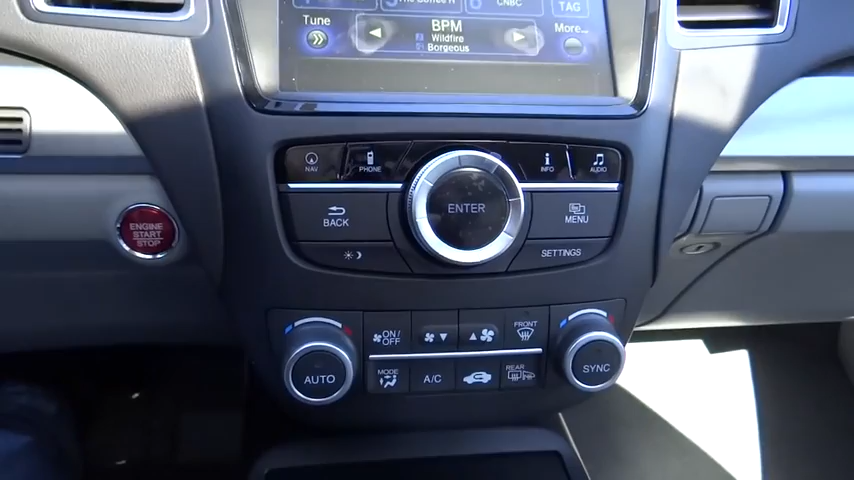 CNBC
TAG
Tune
BPM
More...
Wildfire
Borgeous
NAV
PHONE
INFO
AUDIO
ENTER
BACK
MENU
SETTINGS
ENGINE
START
STOP
ON/
OFF
FRONT
AUTO
MODE
A/C
REAR
SYNC